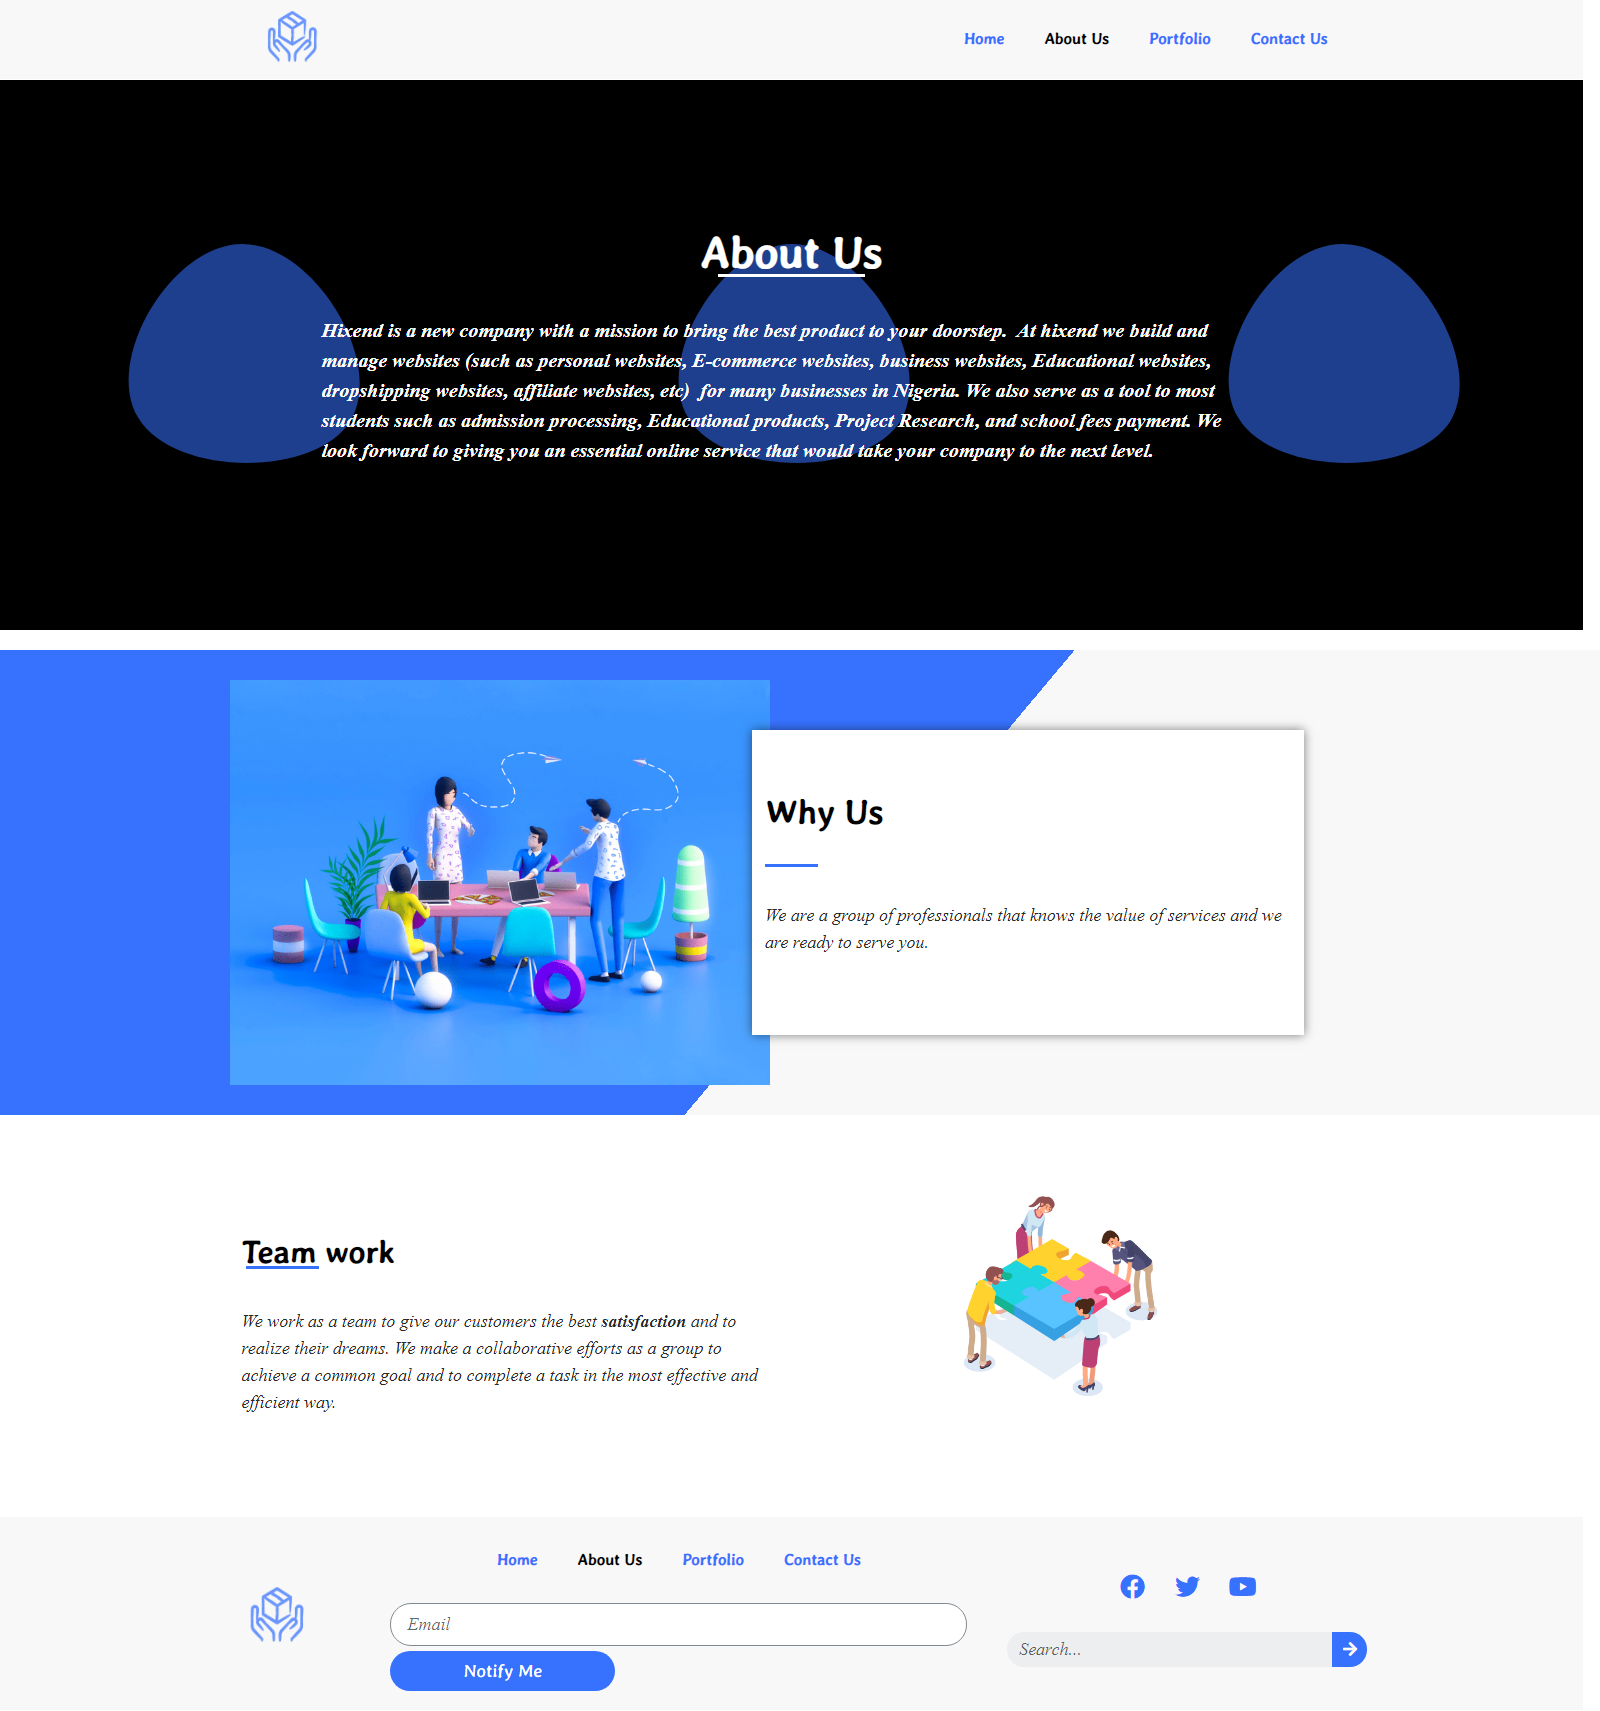 Home About Us Portfolio Contact Us
About Us
Hixend is a new company with a mission to bring the best product to your doorstep.  At hixend we build and
manage websites (such as personal websites, E-commerce websites, business websites, Educational websites,
dropshipping websites, affiliate websites, etc)  for many businesses in Nigeria. We also serve as a tool to most
students such as admission processing, Educational products, Project Research, and school fees payment. We
look forward to giving you an essential online service that would take your company to the next level.
Why Us
We are a group of professionals that knows the value of services and we
are ready to serve you.
Team work
We work as a team to give our customers the best satisfaction and to
realize their dreams. We make a collaborative efforts as a group to
achieve a common goal and to complete a task in the most effective and
efficient way.
Home About Us Portfolio Contact Us
Email
Notify Me
Search...